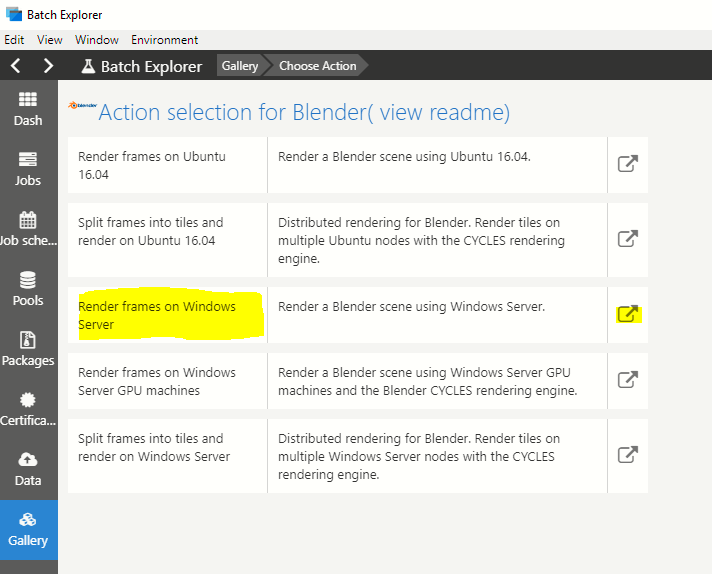 Batch Explorer
Edit View Window Environment
Batch Explorer Gallery Choose Action
Dash
Jobs
Job sche...
Pools
Packages
Certifica...
Data
Gallery
blender
Action selection for Blender( view readme)
Render frames on Ubuntu
16.04
Render a Blender scene using Ubuntu 16.04.
Split frames into tiles and
render on Ubuntu 16.04
Distributed rendering for Blender. Render tiles on
multiple Ubuntu nodes with the CYCLES rendering
engine.
Render frames on Windows
Server
Render a Blender scene using Windows Server.
Render frames on Windows
Server GPU machines
Render a Blender scene using Windows Server GPU
machines and the Blender CYCLES rendering engine.
Split frames into tiles and
render on Windows Server
Distributed rendering for Blender. Render tiles on
multiple Windows Server nodes with the CYCLES
rendering engine.